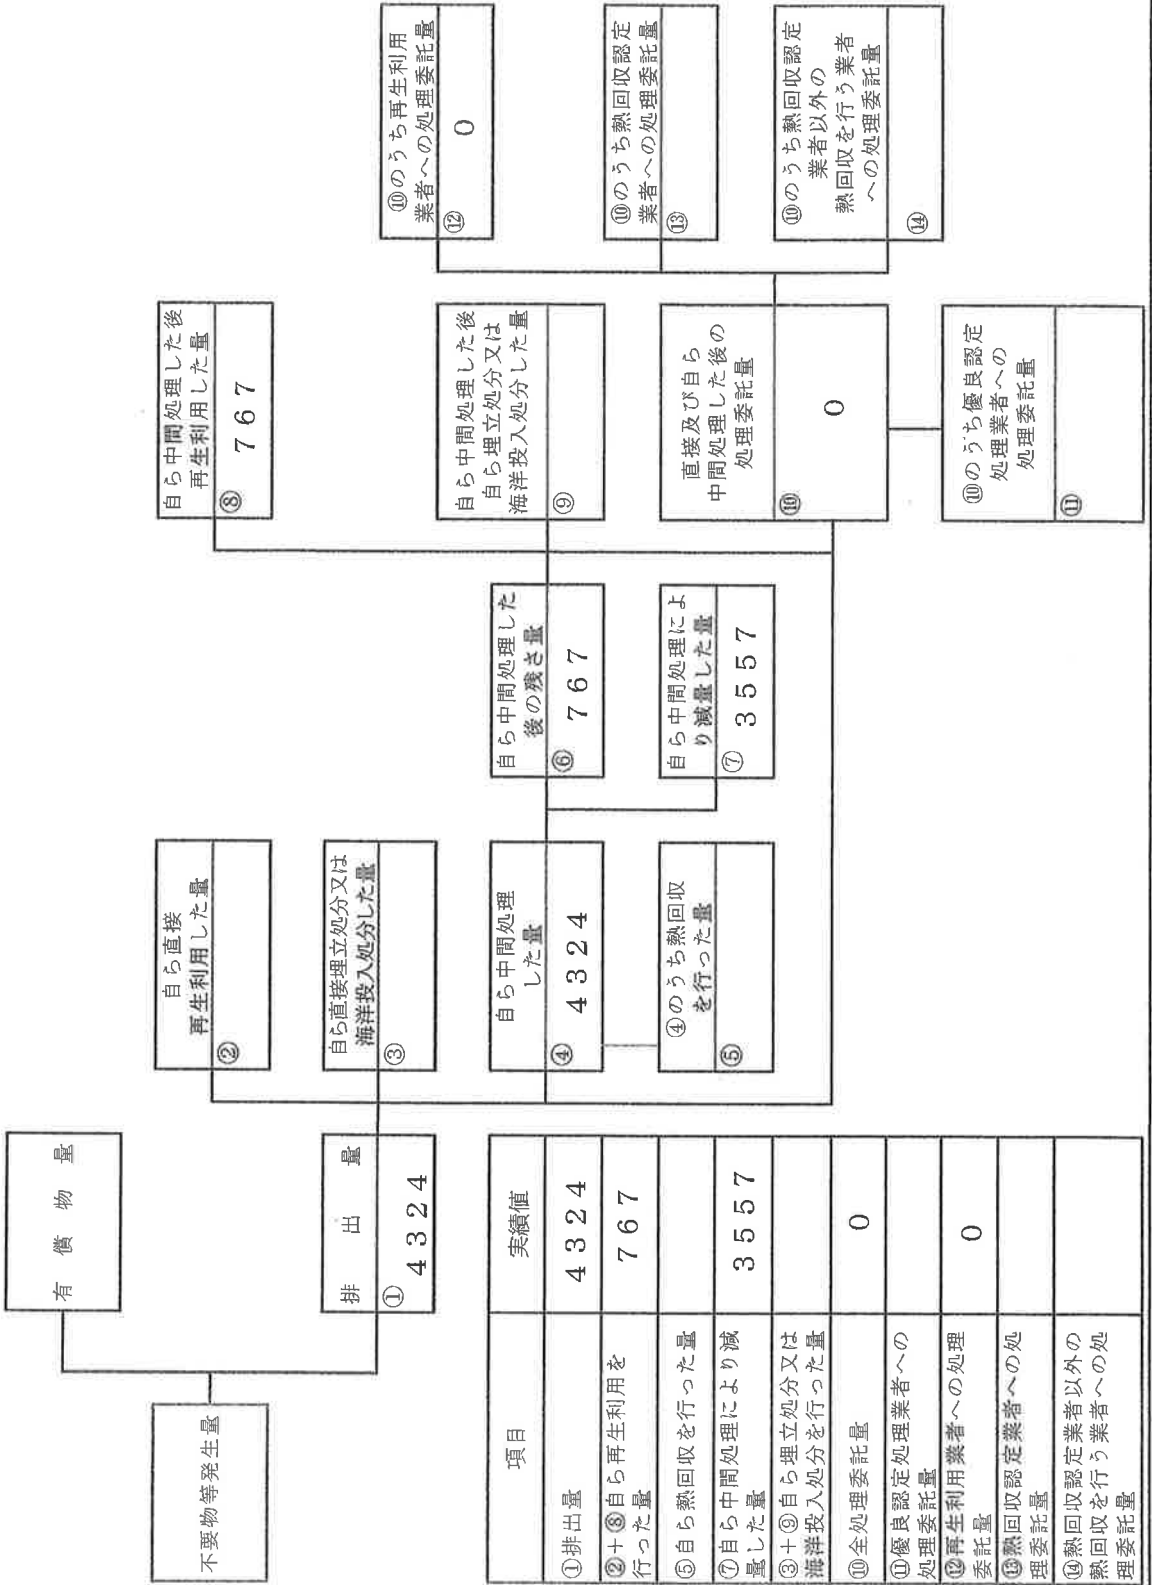 不要物等発生量
有償物量
排出量
① 4324
自ら直接
再生利用した量
②
自ら直接埋立処分又は
海洋投入処分した量
③
自ら中間処理
した量
④ 4324
④のうち熱回収
を行った量
⑤
自ら中間処理した
後の残さ量
⑥ 767
自ら中間処理によ
り減量した量
⑦ 3557
自ら中間処理した後
再生利用した量
⑧ 767
自ら中間処理した後
自ら埋立処分又は
海洋投入処分した量
⑨
直接及び自ら
中間処理した後の
処理委託量
⑩ 0
⑩のうち優良認定
処理業者への
処理委託量
⑪
⑩のうち再生利用
業者への処理委託量
⑫ 0
⑩のうち熱回収認定
業者への処理委託量
⑬
⑩のうち熱回収認定
業者以外の
熱回収を行う業者
への処理委託量
⑭
項目 実績値
①排出量 4324
②+⑧自ら再生利用を
行った量 767
⑤自ら熱回収を行った量
⑦自ら中間処理により減
量した量 3557
③+⑨自ら埋立処分又は
海洋投入処分を行った量
⑩全処理委託量 0
⑪優良認定処理業者への
処理委託量
⑫再生利用業者への処理
委託量 0
⑬熱回収認定業者への処
理委託量
⑭熱回収認定業者以外の
熱回収を行う業者への処
理委託量